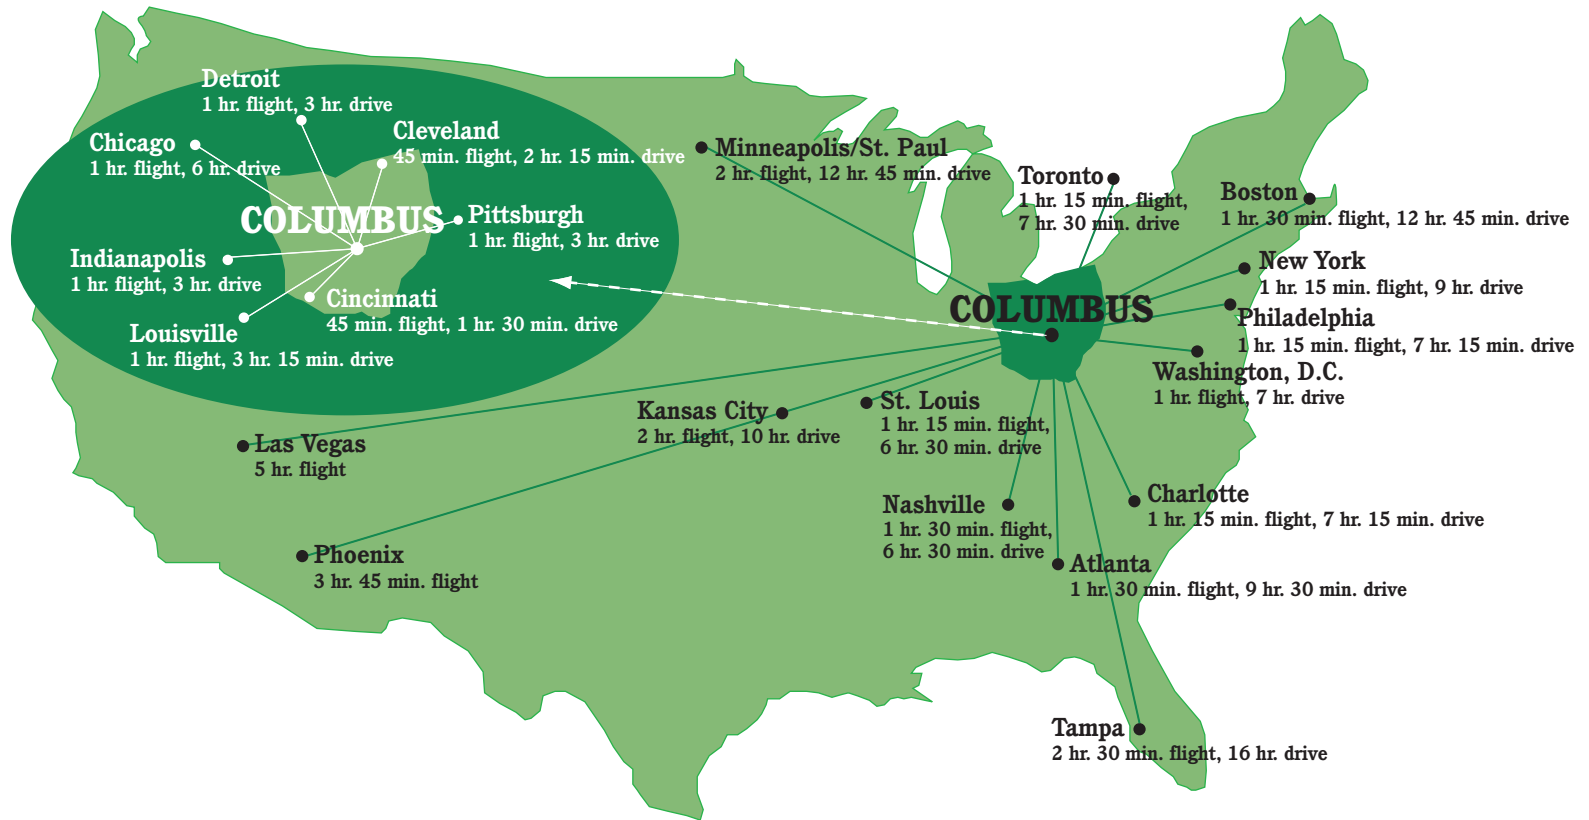 Detroit
1 hr. flight, 3 hr. drive
Chicago
1 hr. flight, 6 hr. drive
Cleveland
45 min. flight, 2 hr. 15 min. drive
COLUMBUS
Pittsburgh
1 hr. flight, 3 hr. drive
Indianapolis
1 hr. flight, 3 hr. drive
Cincinnati
45 min. flight, 1 hr. 30 min. drive
Louisville
1 hr. flight, 3 hr. 15 min. drive
Minneapolis/St. Paul
2 hr. flight, 12 hr. 45 min. drive
Toronto
1 hr. 15 min. flight,
7 hr. 30 min. drive
Boston
1 hr. 30 min. flight, 12 hr. 45 min. drive
New York
1 hr. 15 min. flight, 9 hr. drive
COLUMBUS
Philadelphia
1 hr. 15 min. flight, 7 hr. 15 min. drive
Washington, D.C.
1 hr. flight, 7 hr. drive
Kansas City
2 hr. flight, 10 hr. drive
St. Louis
1 hr. 15 min. flight,
6 hr. 30 min. drive
Las Vegas
5 hr. flight
Nashville
1 hr. 30 min. flight,
6 hr. 30 min. drive
Charlotte
1 hr. 15 min. flight, 7 hr. 15 min. drive
Phoenix
3 hr. 45 min. flight
Atlanta
1 hr. 30 min. flight, 9 hr. 30 min. drive
Tampa
2 hr. 30 min. flight, 16 hr. drive